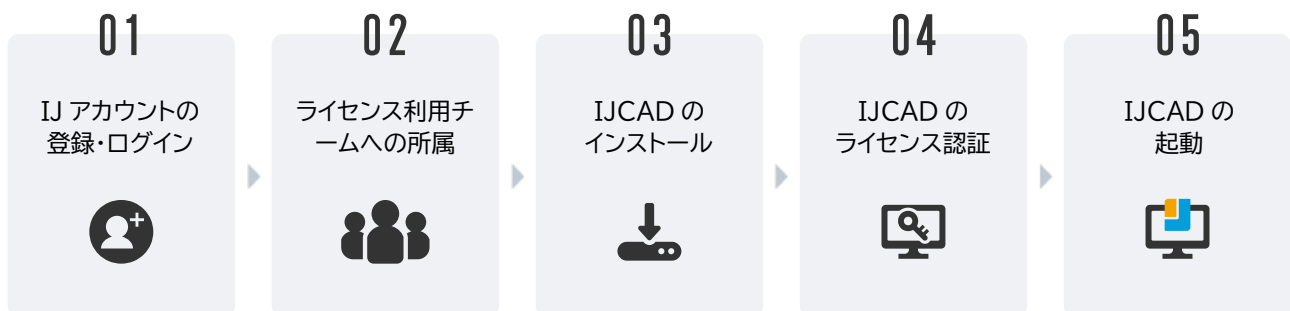 01
IJ アカウントの
登録・ログイン
02
ライセンス利用チ
ームへの所属
03
IJCAD の
インストール
04
IJCAD の
ライセンス認証
05
IJCAD の
起動